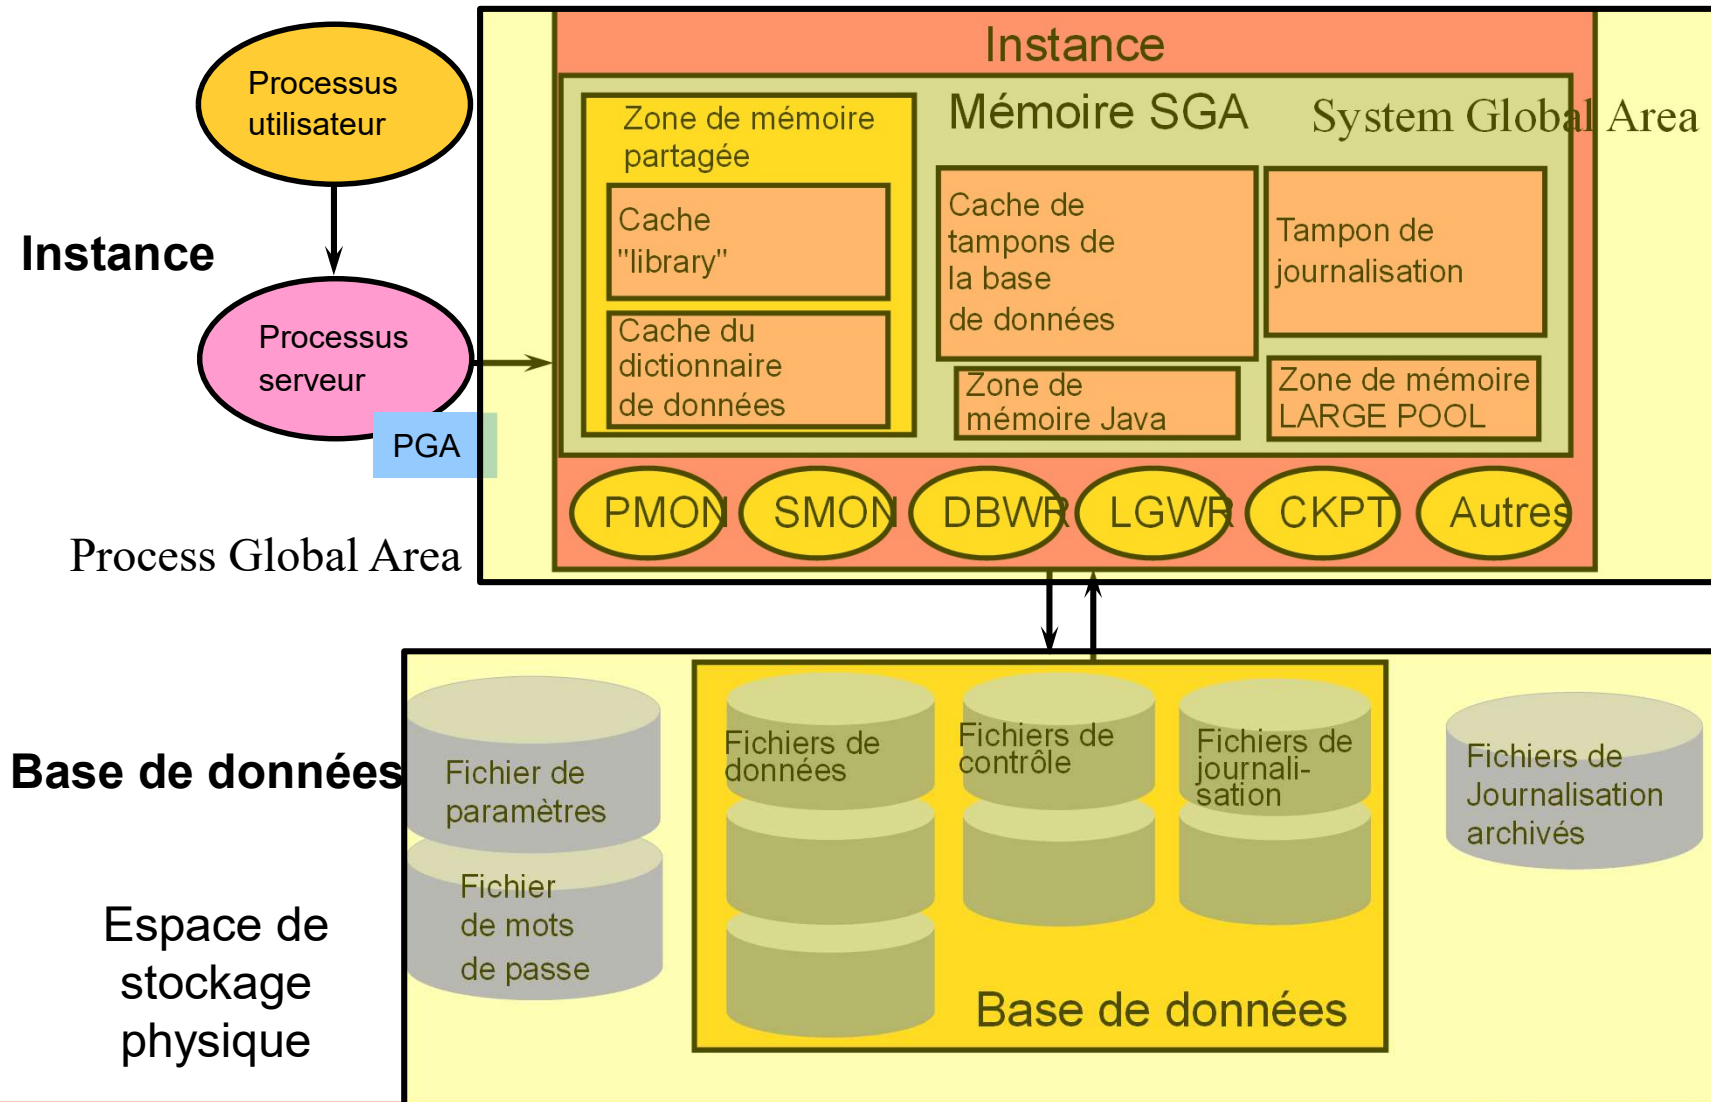 Instance
Processus
utilisateur
Mémoire SGA
System Global Area
Zone de mémoire
partagée
Cache
"library"
Cache de
tampons de
la base
de données
Tampon de
journalisation
Instance
Processus
serveur
Cache du
dictionnaire
de données
Zone de
mémoire Java
Zone de mémoire
LARGE POOL
PGA
PMON
SMON
DBWR
LGWR
CKPT
Autres
Process Global Area
Base de données
Fichier de
paramètres
Fichiers de
données
Fichiers de
contrôle
Fichiers de
journali-
sation
Fichiers de
Journalisation
archivés
Fichier
de mots
de passe
Espace de
stockage
physique
Base de données